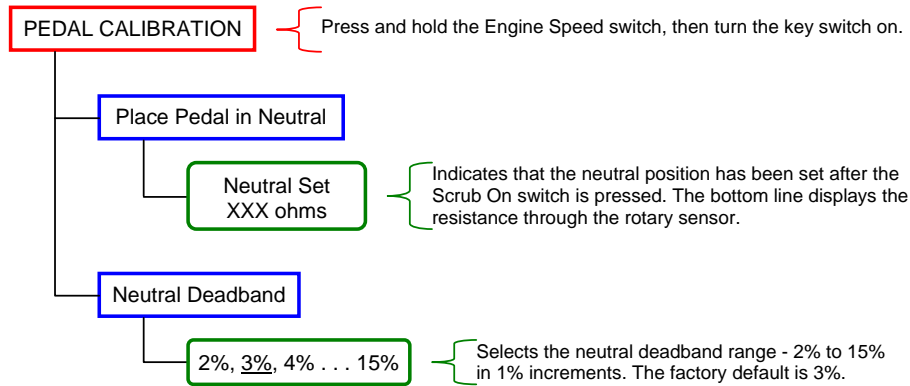 PEDAL CALIBRATION
Press and hold the Engine Speed switch, then turn the key switch on.
Place Pedal in Neutral
Neutral Set
XXX ohms
Indicates that the neutral position has been set after the
Scrub On switch is pressed. The bottom line displays the
resistance through the rotary sensor.
Neutral Deadband
2%, 3%, 4% . . . 15%
Selects the neutral deadband range - 2% to 15%
in 1% increments. The factory default is 3%.